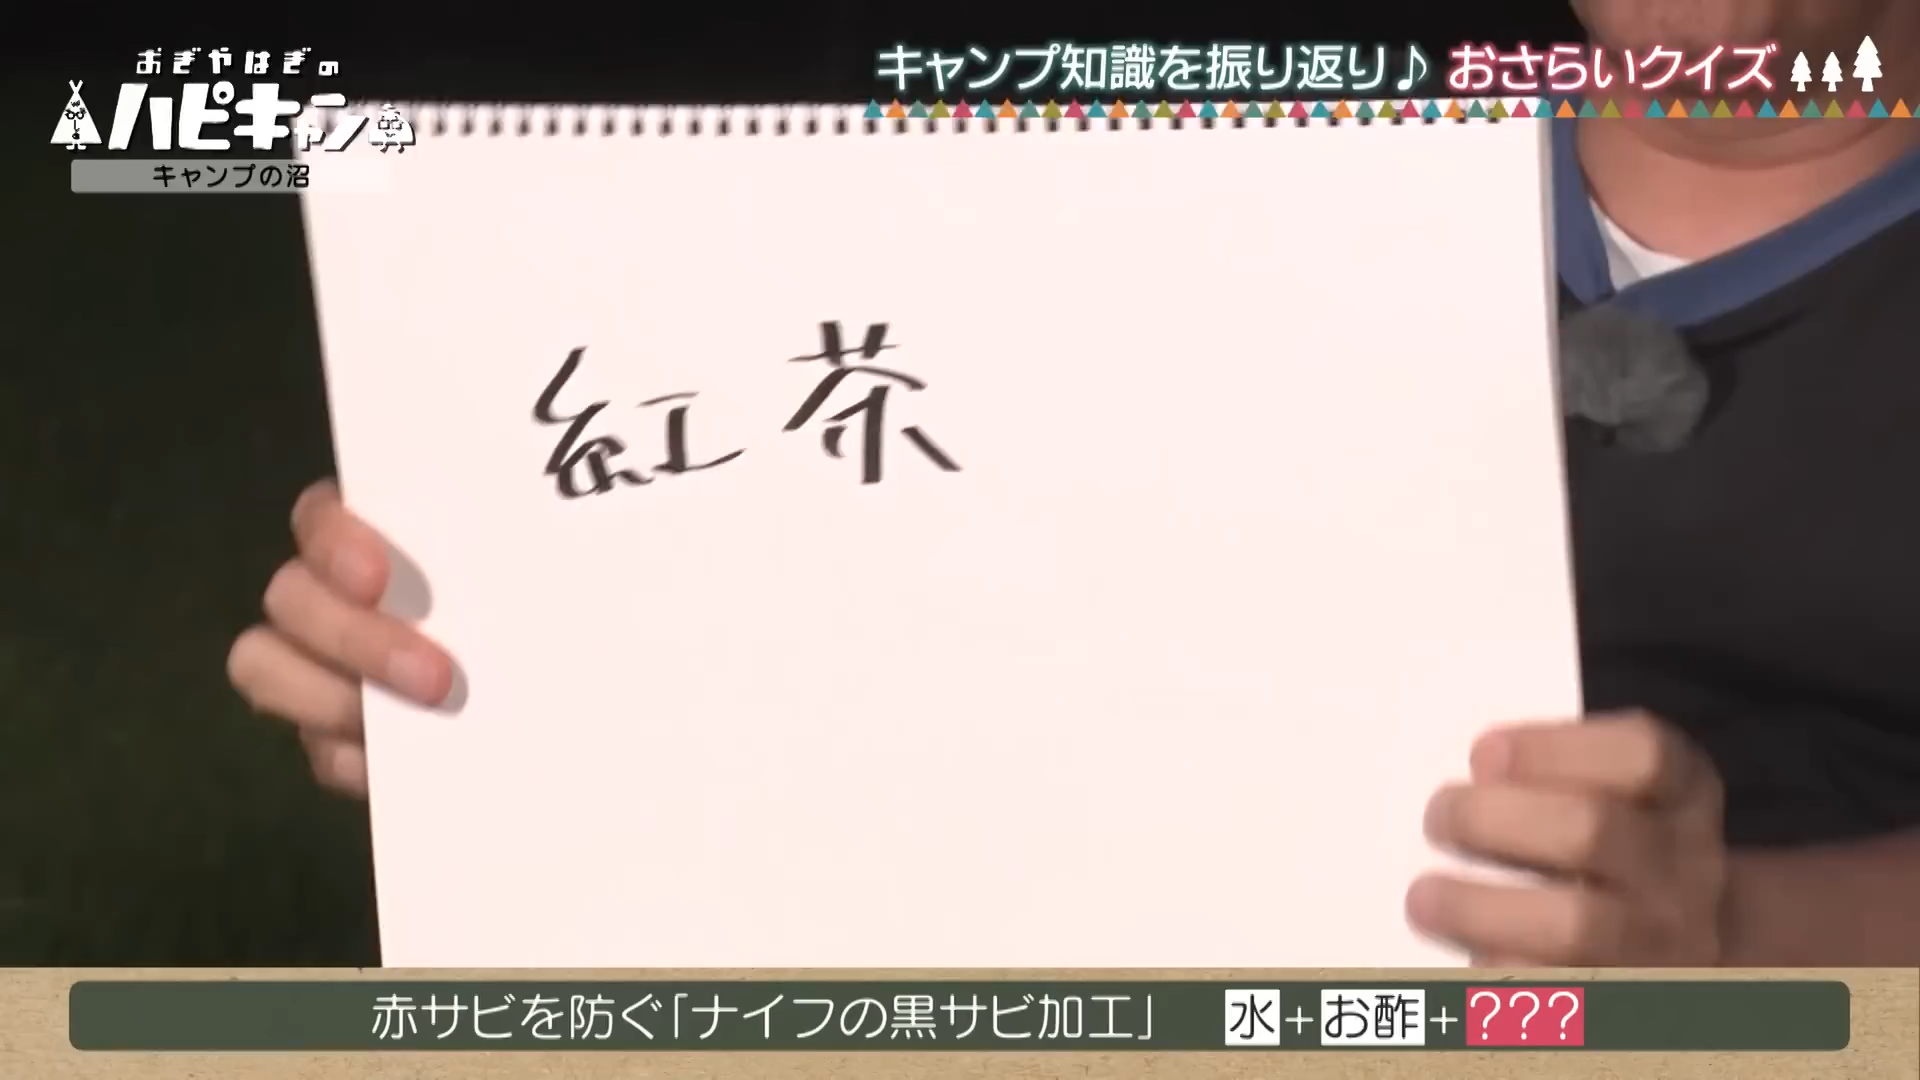 おぎやはぎの
ハピキャン
キャンプの沼
キャンプ知識を振り返り♪ おさらいクイズ
紅茶
赤サビを防ぐ「ナイフの黒サビ加工」 水+お酢+???